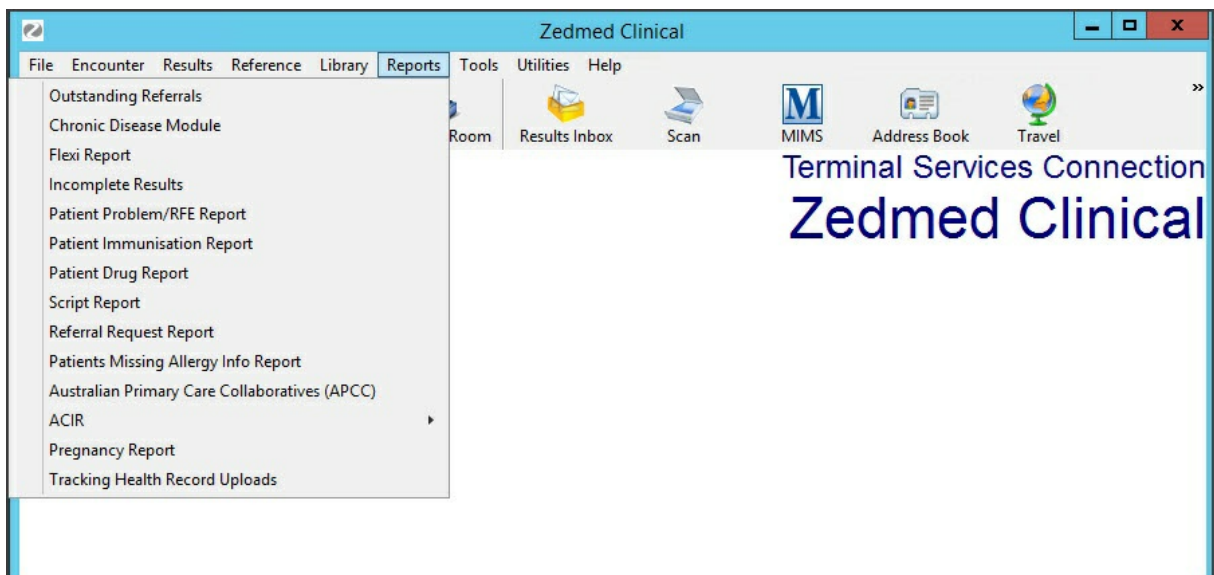 Zedmed Clinical
File Encounter Results Reference Library Reports Tools Utilities Help
Outstanding Referrals
Chronic Disease Module
Flexi Report
Incomplete Results
Patient Problem/RFE Report
Patient Immunisation Report
Patient Drug Report
Script Report
Referral Request Report
Patients Missing Allergy Info Report
Australian Primary Care Collaboratives (APCC)
ACIR
Pregnancy Report
Tracking Health Record Uploads
Room Results Inbox Scan MIMS Address Book Travel
M
Terminal Services Connection
Zedmed Clinical